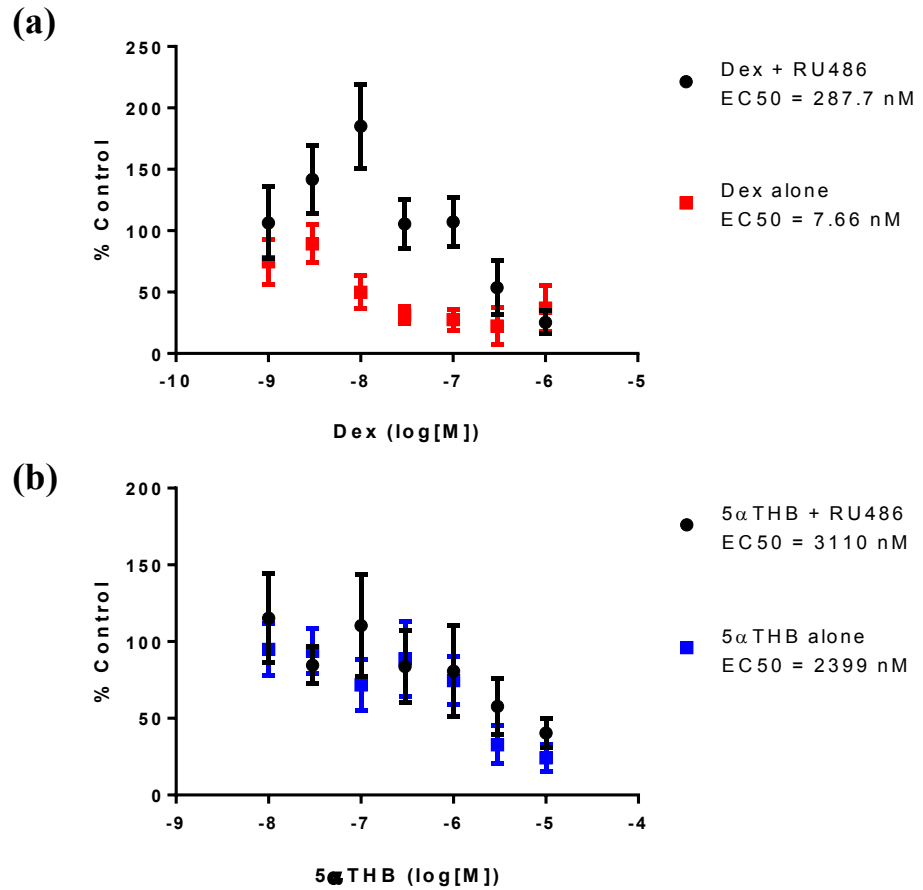 (a)
250
200
150
100
50
0
% Control
-10 -9 -8 -7 -6 -5
Dex (log[M])
Dex + RU486
EC50 = 287.7 nM
Dex alone
EC50 = 7.66 nM
(b)
200
150
100
50
0
% Control
-9 -8 -7 -6 -5 -4
5αTHB (log[M])
5αTHB + RU486
EC50 = 3110 nM
5αTHB alone
EC50 = 2399 nM